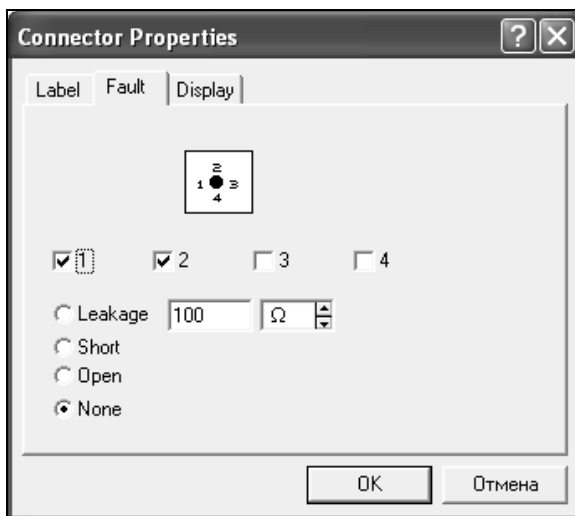 Connector Properties
Label Fault Display
2
1 3
4
1 2 3 4
Leakage 100 Ω
Short
Open
None
OK Отмена